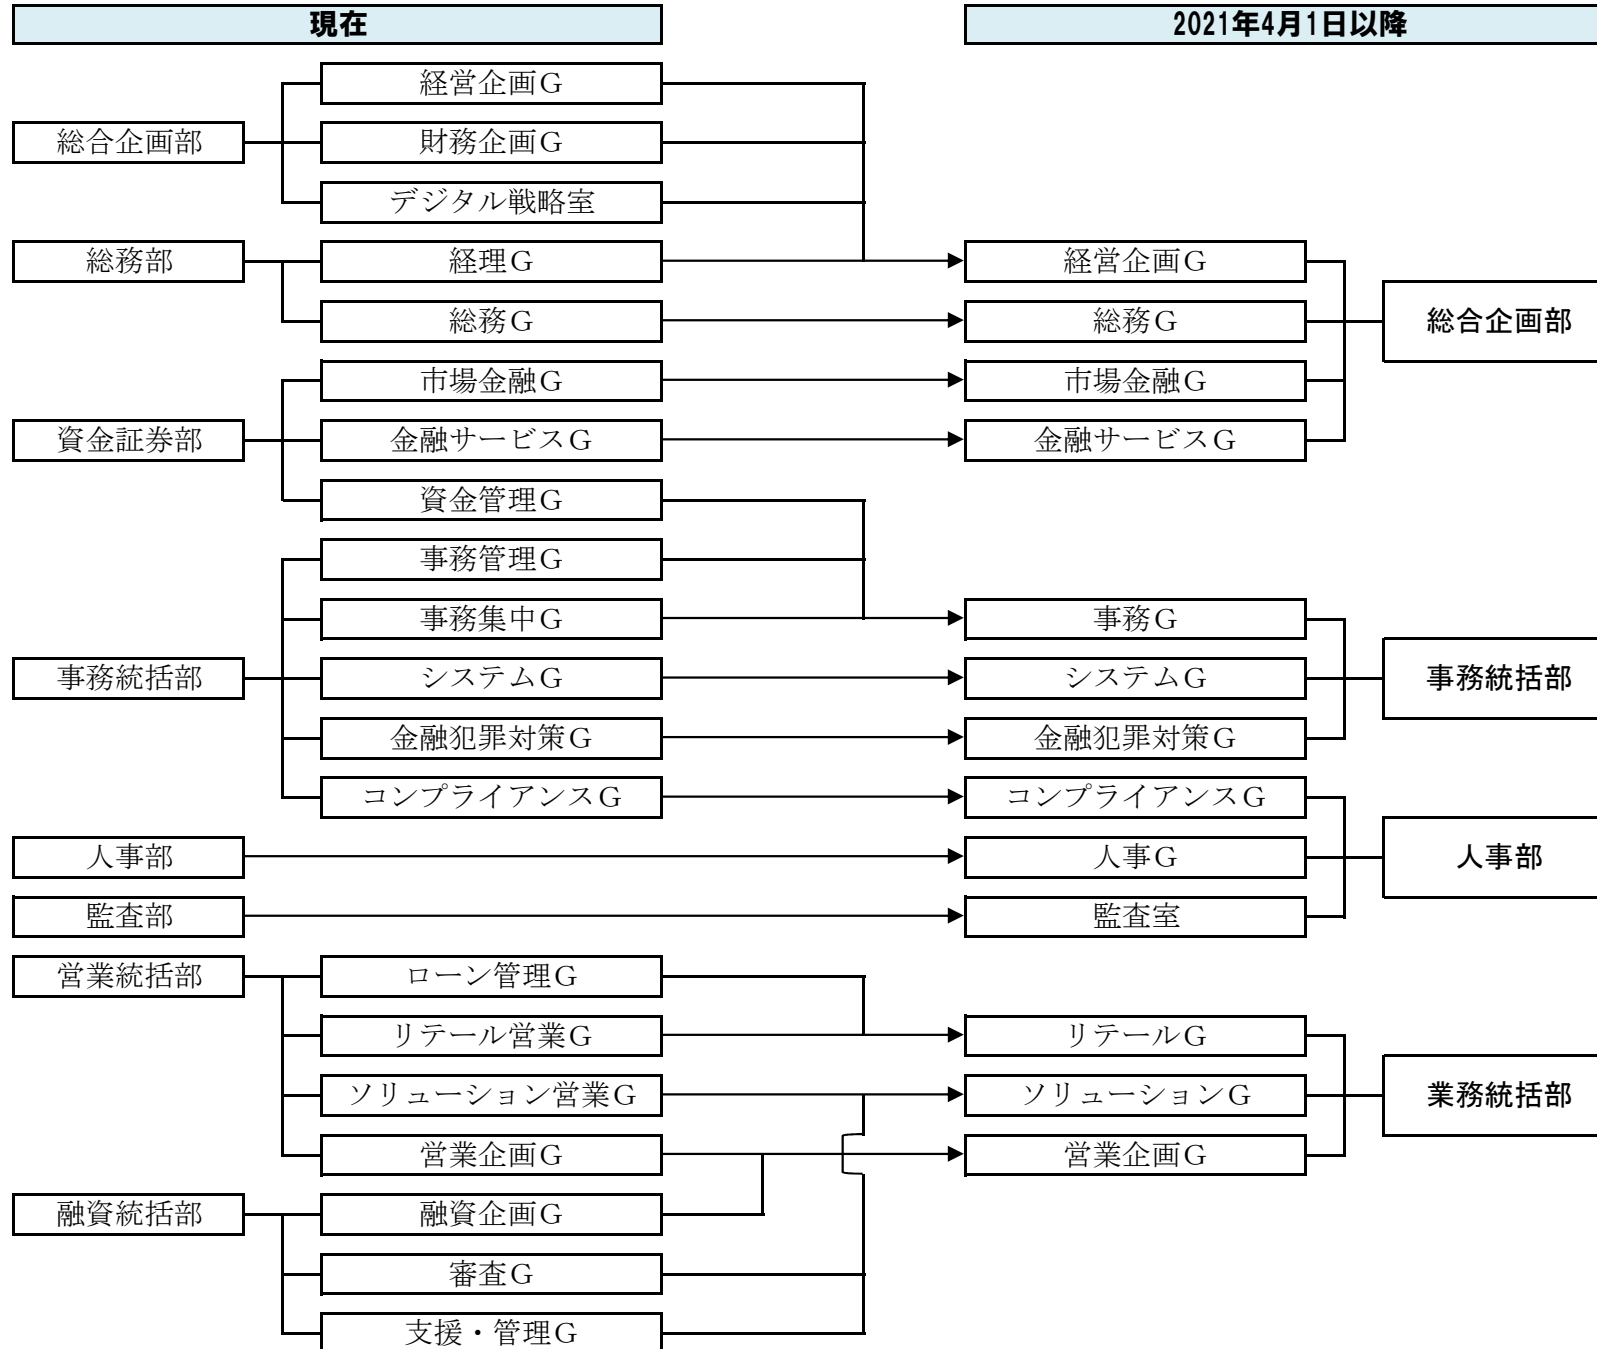 現在
2021年4月1日以降
経営企画G
総合企画部
財務企画G
デジタル戦略室
総務部
経理G
経営企画G
総務G
総務G
総合企画部
市場金融G
市場金融G
資金証券部
金融サービスG
金融サービスG
資金管理G
事務管理G
事務集中G
事務G
事務統括部
システムG
システムG
事務統括部
金融犯罪対策G
金融犯罪対策G
コンプライアンスG
コンプライアンスG
人事部
人事G
人事部
監査部
監査室
営業統括部
ローン管理G
リテール営業G
リテールG
ソリューション営業G
ソリューションG
業務統括部
営業企画G
営業企画G
融資統括部
融資企画G
審査G
支援・管理G